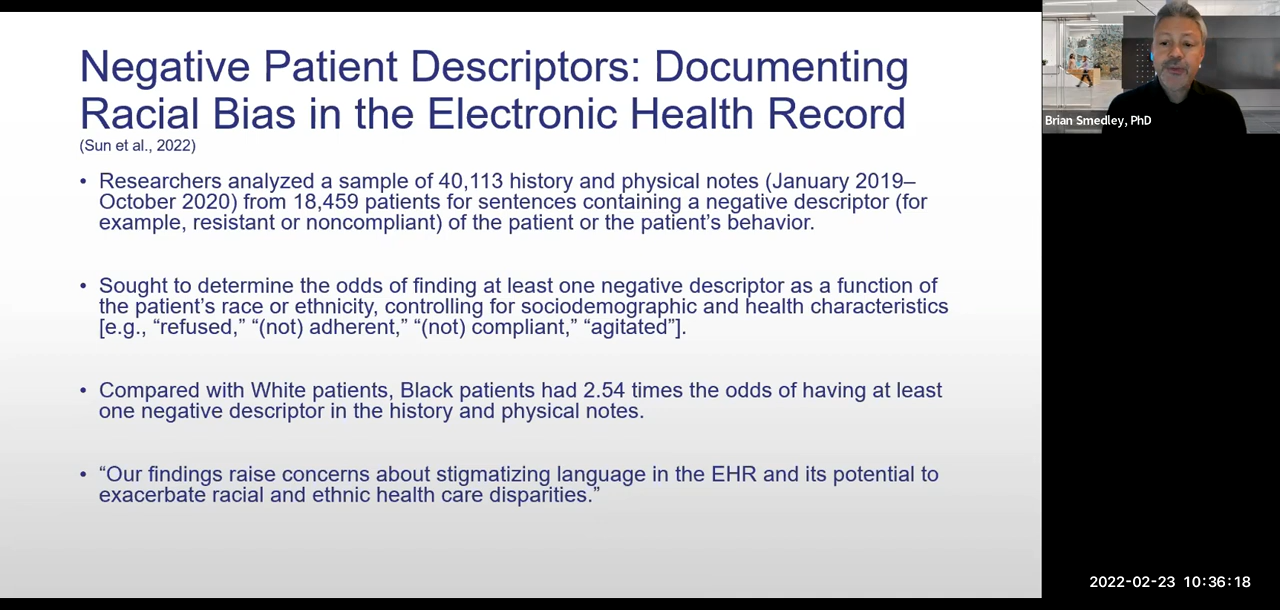 Negative Patient Descriptors: Documenting
Racial Bias in the Electronic Health Record
(Sun et al., 2022)
• Researchers analyzed a sample of 40,113 history and physical notes (January 2019–
October 2020) from 18,459 patients for sentences containing a negative descriptor (for
example, resistant or noncompliant) of the patient or the patient’s behavior.
• Sought to determine the odds of finding at least one negative descriptor as a function of
the patient’s race or ethnicity, controlling for sociodemographic and health characteristics
[e.g., “refused,” “(not) adherent,” “(not) compliant,” “agitated”].
• Compared with White patients, Black patients had 2.54 times the odds of having at least
one negative descriptor in the history and physical notes.
• “Our findings raise concerns about stigmatizing language in the EHR and its potential to
exacerbate racial and ethnic health care disparities.”
Brian Smedley, PhD
2022-02-23 10:36:18